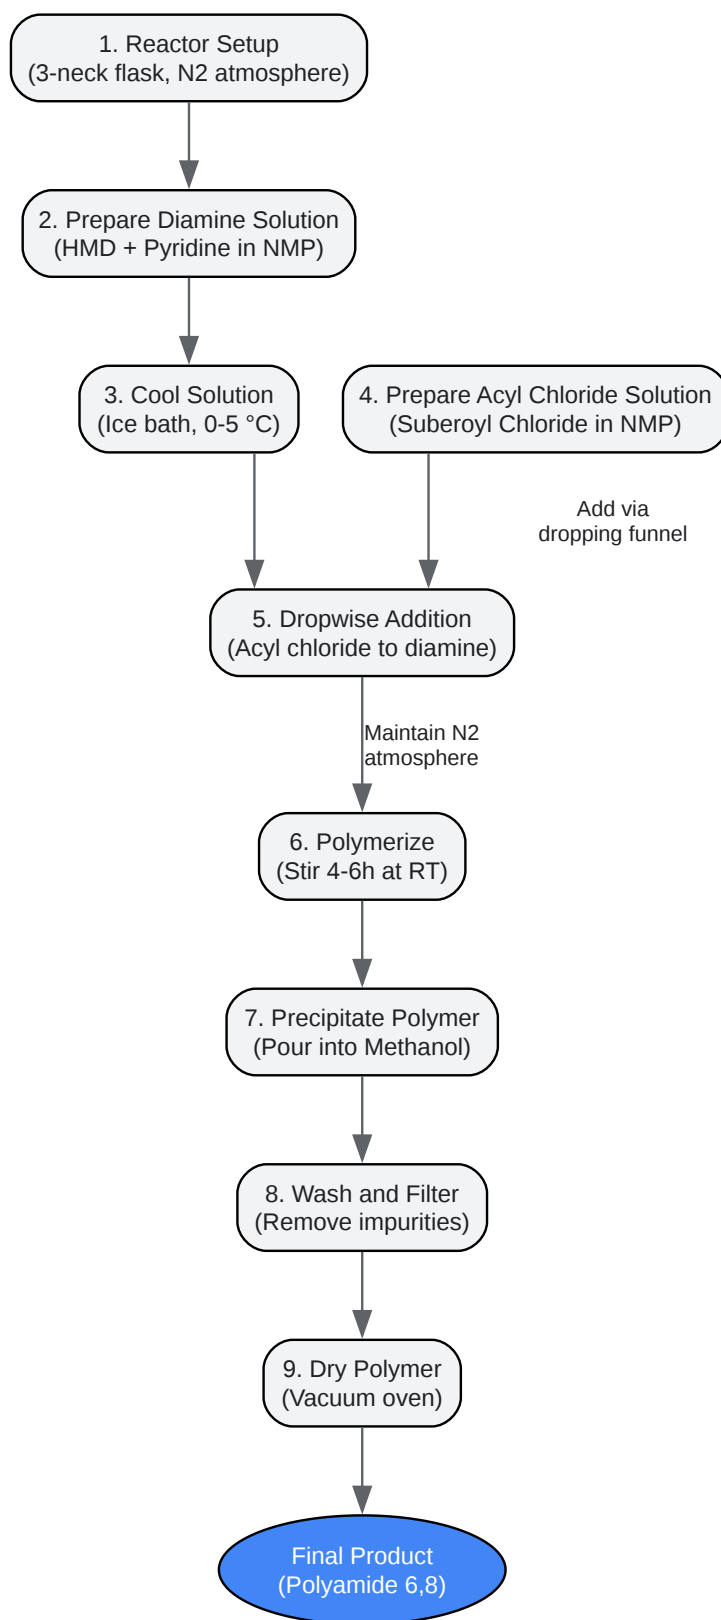 1. Reactor Setup
(3-neck flask, N2 atmosphere)
2. Prepare Diamine Solution
(HMD + Pyridine in NMP)
3. Cool Solution
(Ice bath, 0-5 °C)
4. Prepare Acyl Chloride Solution
(Suberoyl Chloride in NMP)
Add via
dropping funnel
5. Dropwise Addition
(Acyl chloride to diamine)
Maintain N2
atmosphere
6. Polymerize
(Stir 4-6h at RT)
7. Precipitate Polymer
(Pour into Methanol)
8. Wash and Filter
(Remove impurities)
9. Dry Polymer
(Vacuum oven)
Final Product
(Polyamide 6,8)